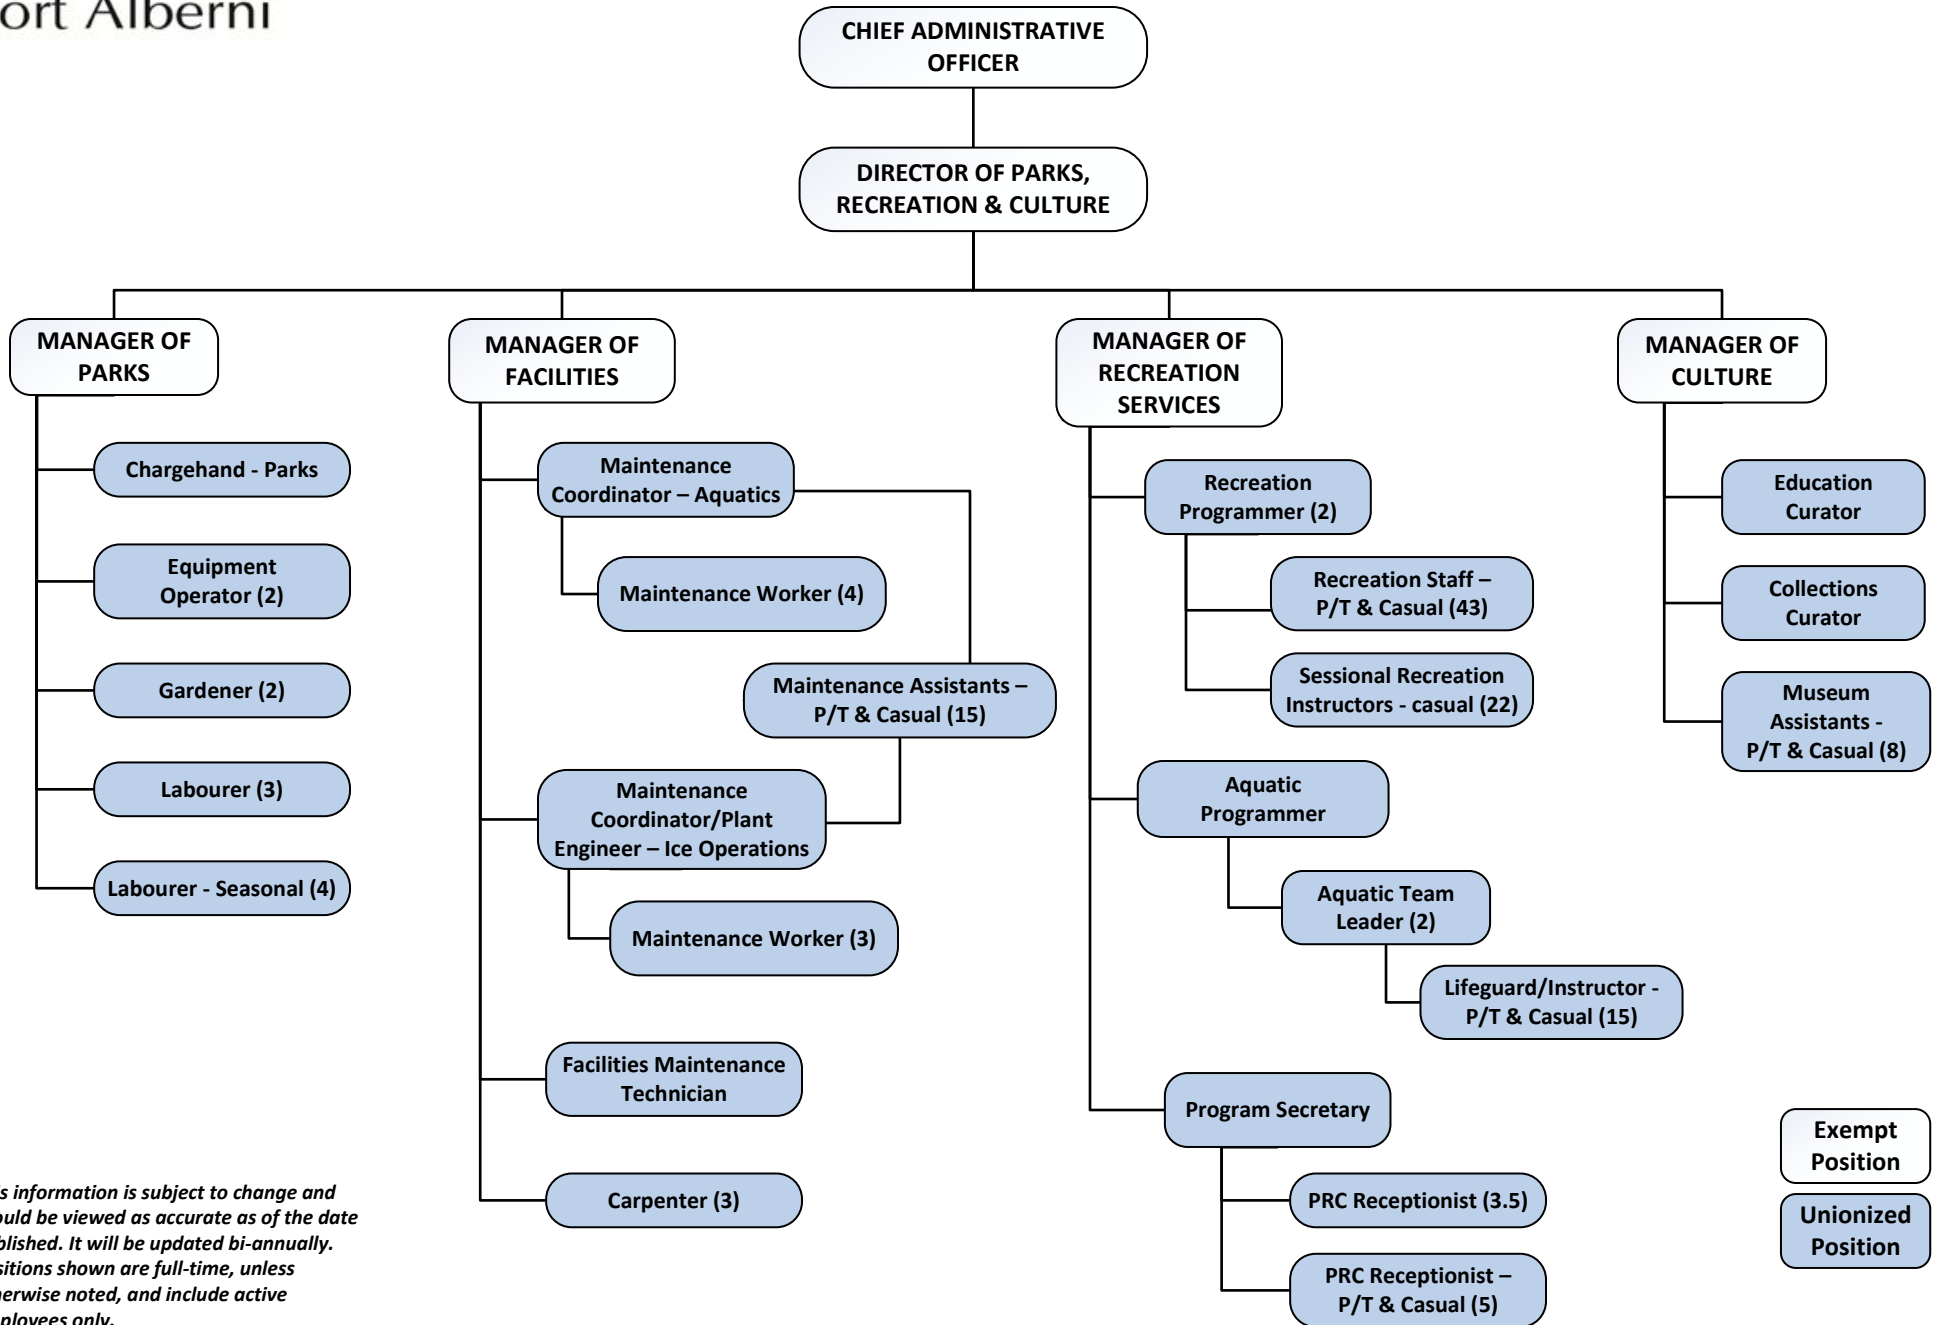 ort Alberni
CHIEF ADMINISTRATIVE
OFFICER
DIRECTOR OF PARKS,
RECREATION & CULTURE
MANAGER OF
PARKS
Chargehand - Parks
Equipment
Operator (2)
Gardener (2)
Labourer (3)
Labourer - Seasonal (4)
MANAGER OF
FACILITIES
Maintenance
Coordinator – Aquatics
Maintenance Worker (4)
Maintenance Assistants –
P/T & Casual (15)
Maintenance
Coordinator/Plant
Engineer – Ice Operations
Maintenance Worker (3)
Facilities Maintenance
Technician
Carpenter (3)
MANAGER OF
RECREATION
SERVICES
Recreation
Programmer (2)
Recreation Staff –
P/T & Casual (43)
Sessional Recreation
Instructors - casual (22)
Aquatic
Programmer
Aquatic Team
Leader (2)
Lifeguard/Instructor -
P/T & Casual (15)
Program Secretary
PRC Receptionist (3.5)
PRC Receptionist –
P/T & Casual (5)
MANAGER OF
CULTURE
Education
Curator
Collections
Curator
Museum
Assistants -
P/T & Casual (8)
Exempt
Position
Unionized
Position
s information is subject to change and
ould be viewed as accurate as of the date
blished. It will be updated bi-annually.
sitions shown are full-time, unless
herwise noted, and include active
ployees only.